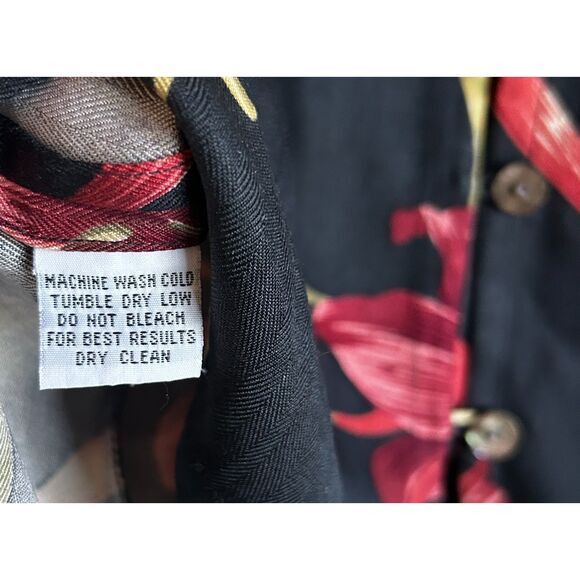 MACHINE WASH COLD
TUMBLE DRY LOW
DO NOT BLEACH
FOR BEST RESULTS
DRY CLEAN